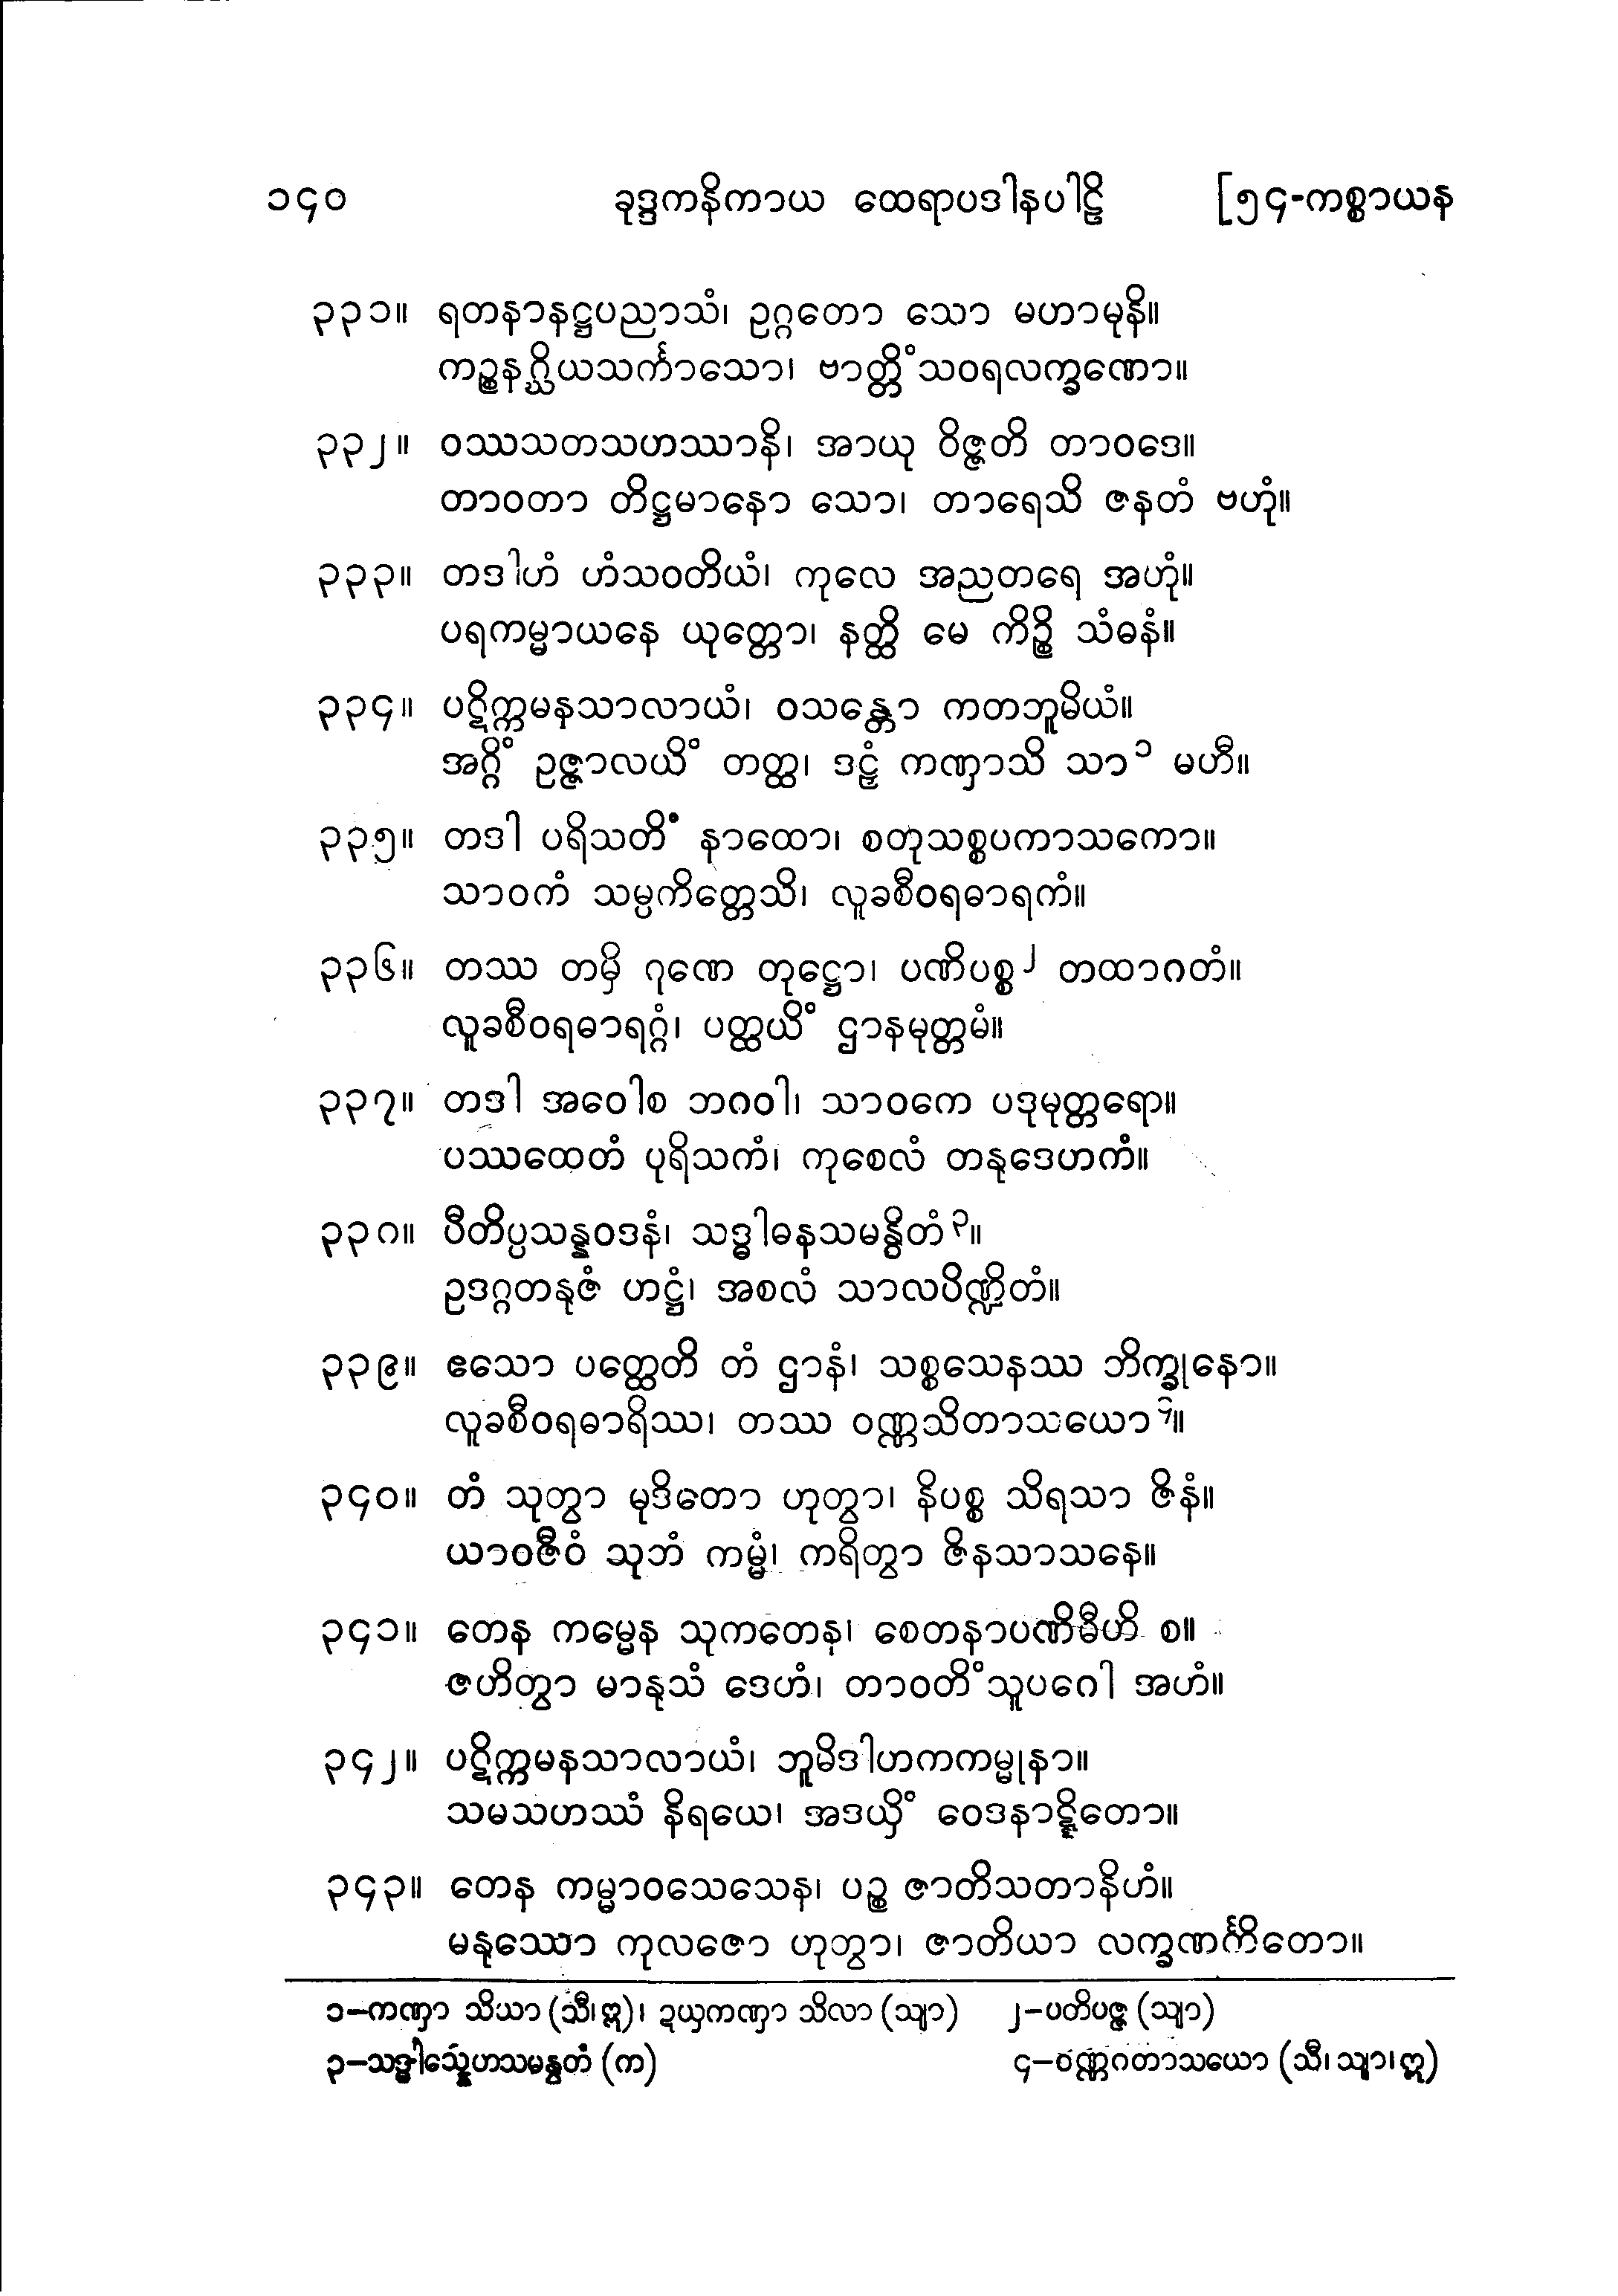 ၁၄၀ ခုဒ္ဒကနိကာယ ထေရာပဒါနပါဠိ [၅၄-ကစ္စာယန
၃၃၁။ ရတနာနဋ္ဌပညာသံ၊ ဥဂ္ဂတော သော မဟာမုနိ။
ကဉ္စနဂ္ဃိယသင်္ကာသော၊ ဗာတ္တိံသဝရလက္ခဏော။
၃၃၂။ ဝဿသတသဟဿာနိ၊ အာယု ဝိဇ္ဇတိ တာဝဒေ။
တာဝတာ တိဋ္ဌမာနော သော၊ တာရေသိ ဇနတံ ဗဟုံ။
၃၃၃။ တဒါဟံ ဟံသဝတိယံ၊ ကုလေ အညတရေ အဟုံ။
ပရကမ္မာယနေ ယုတ္တော၊ နတ္ထိ မေ ကိဉ္စိ သံဓနံ။
၃၃၄။ ပဋိက္ကမနသာလာယံ၊ ဝသန္တော ကတဘူမိယံ။
အဂ္ဂိံ ဥဇ္ဇာလယိံ တတ္ထ၊ ဒဠှံ ကဏှာသိ သာ၁ မဟီ။
၃၃၅။ တဒါ ပရိသတိံ နာထော၊ စတုသစ္စပကာသကော။
သာဝကံ သမ္ပကိတ္တေသိ၊ လူခစီဝရဓာရကံ။
၃၃၆။ တဿ တမှိ ဂုဏေ တုဋ္ဌော၊ ပဏိပစ္စ၂ တထာဂတံ။
လူခစီဝရဓာရဂ္ဂံ၊ ပတ္ထယိံ ဌာနမုတ္တမံ။
၃၃၇။ တဒါ အဝေါစ ဘဂဝါ၊ သာဝကေ ပဒုမုတ္တရော။
ပဿထေတံ ပုရိသကံ၊ ကုစေလံ တနုဒေဟကံ။
၃၃၈။ ပီတိပ္ပသန္နဝဒနံ၊ သဒ္ဓါဓနသမန္ဝိတံ၃။
ဥဒဂ္ဂတနုဇံ ဟဋ္ဌံ၊ အစလံ သာလပိဏ္ဍိတံ။
၃၃၉။ ဧသော ပတ္ထေတိ တံ ဌာနံ၊ သစ္စသေနဿ ဘိက္ခုနော။
လူခစီဝရဓာရိဿ၊ တဿ ဝဏ္ဏသိတာသယော၄။
၃၄၀။ တံ သုတွာ မုဒိတော ဟုတွာ၊ နိပစ္စ သိရသာ ဇိနံ။
ယာဝဇီဝံ သုဘံ ကမ္မံ၊ ကရိတွာ ဇိနသာသနေ။
၃၄၁။ တေန ကမ္မေန သုကတေန၊ စေတနာပဏိဓီဟိ စ။
ဇဟိတွာ မာနုသံ ဒေဟံ၊ တာဝတိံသူပဂေါ အဟံ။
၃၄၂။ ပဋိက္ကမနသာလာယံ၊ ဘူမိဒါဟကကမ္မုနာ။
သမသဟဿံ နိရယေ၊ အဒယှိံ ဝေဒနာဋ္ဋိတော။
၃၄၃။ တေန ကမ္မာဝသေသေန၊ ပဉ္စ ဇာတိသတာနိဟံ။
မနုဿော ကုလဇော ဟုတွာ၊ ဇာတိယာ လက္ခဏင်္ကိတော။
၁–ကဏှာ သိယာ (သီ၊ ဣ)၊ ဍယှကဏှာ သိလာ (သျာ) ၂–ပတိပဇ္ဇ (သျာ)
၃–သဒ္ဓါသ္နေဟသမန္ဝတံ (က) ၄–ဝဏ္ဏဂတာသယော (သီ၊ သျာ၊ ဣ)